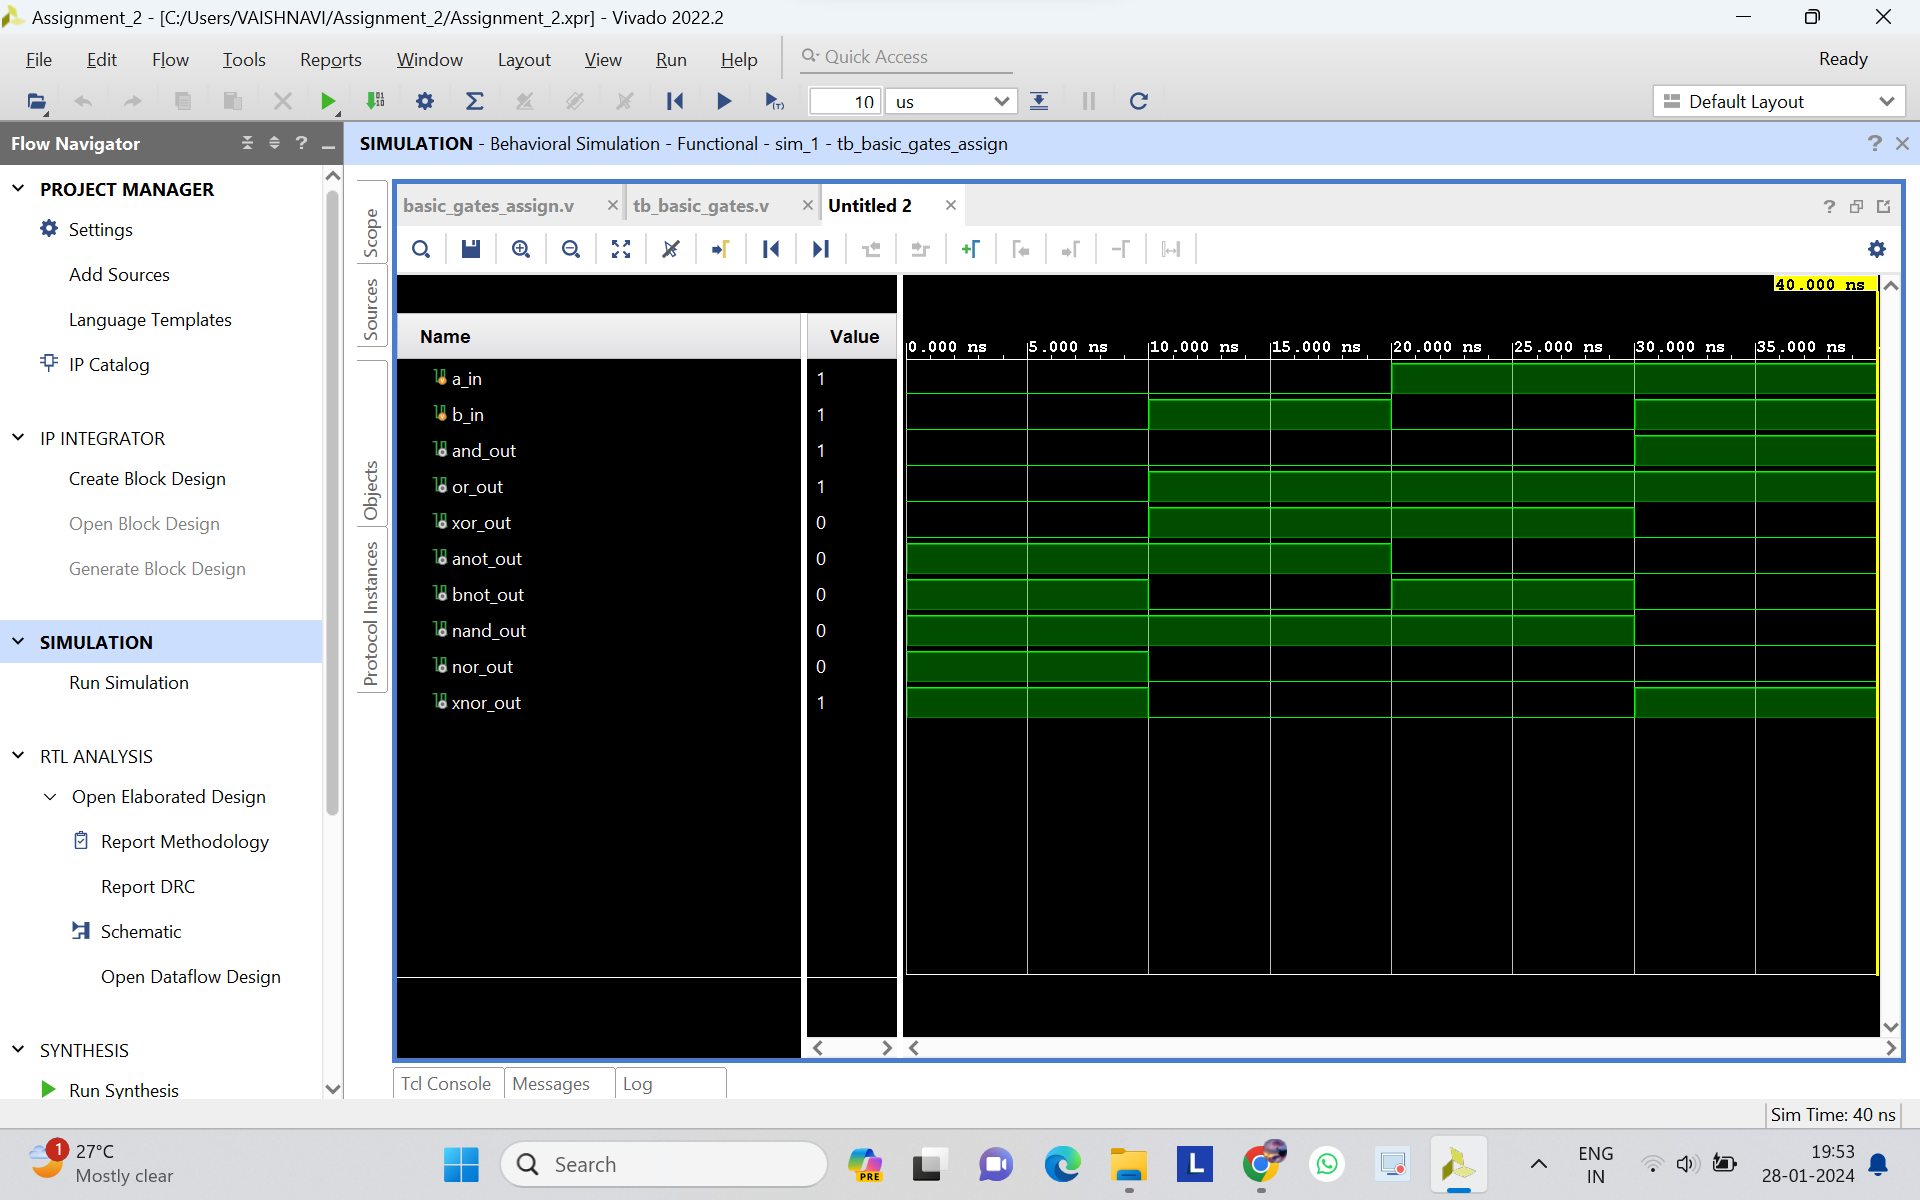 Assignment_2 - [C:/Users/VAISHNAVI/Assignment_2/Assignment_2.xpr] - Vivado 2022.2
File Edit Flow Tools Reports Window Layout View Run Help Quick Access Ready
10 us Default Layout
Flow Navigator
SIMULATION - Behavioral Simulation - Functional - sim_1 - tb_basic_gates_assign
PROJECT MANAGER
Settings
Add Sources
Language Templates
IP Catalog
IP INTEGRATOR
Create Block Design
Open Block Design
Generate Block Design
SIMULATION
Run Simulation
RTL ANALYSIS
Open Elaborated Design
Report Methodology
Report DRC
Schematic
Open Dataflow Design
SYNTHESIS
Run Synthesis
Scope
Sources
Objects
Protocol Instances
basic_gates_assign.v tb_basic_gates.v Untitled 2
40.000 ns
Name Value 0.000 ns 5.000 ns 10.000 ns 15.000 ns 20.000 ns 25.000 ns 30.000 ns 35.000 ns
a_in 1
b_in 1
and_out 1
or_out 1
xor_out 0
anot_out 0
bnot_out 0
nand_out 0
nor_out 0
xnor_out 1
Tcl Console Messages Log
Sim Time: 40 ns
1 27°C
Mostly clear
Search
PRE
L
ENG
IN
19:53
28-01-2024